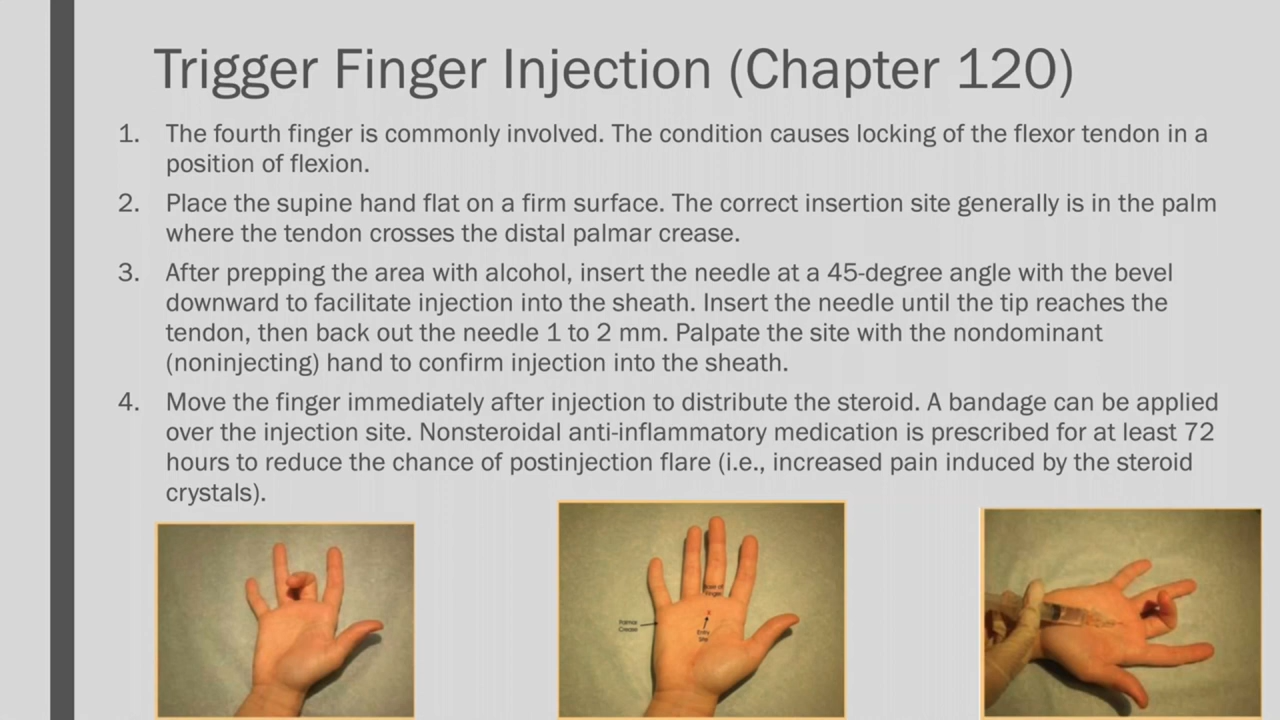 Trigger Finger Injection (Chapter 120)
1. The fourth finger is commonly involved. The condition causes locking of the flexor tendon in a
position of flexion.
2. Place the supine hand flat on a firm surface. The correct insertion site generally is in the palm
where the tendon crosses the distal palmar crease.
3. After prepping the area with alcohol, insert the needle at a 45-degree angle with the bevel
downward to facilitate injection into the sheath. Insert the needle until the tip reaches the
tendon, then back out the needle 1 to 2 mm. Palpate the site with the nondominant
(noninjecting) hand to confirm injection into the sheath.
4. Move the finger immediately after injection to distribute the steroid. A bandage can be applied
over the injection site. Nonsteroidal anti-inflammatory medication is prescribed for at least 72
hours to reduce the chance of postinjection flare (i.e., increased pain induced by the steroid
crystals).
of
Finger
Palmar
Crease
Entry
Site